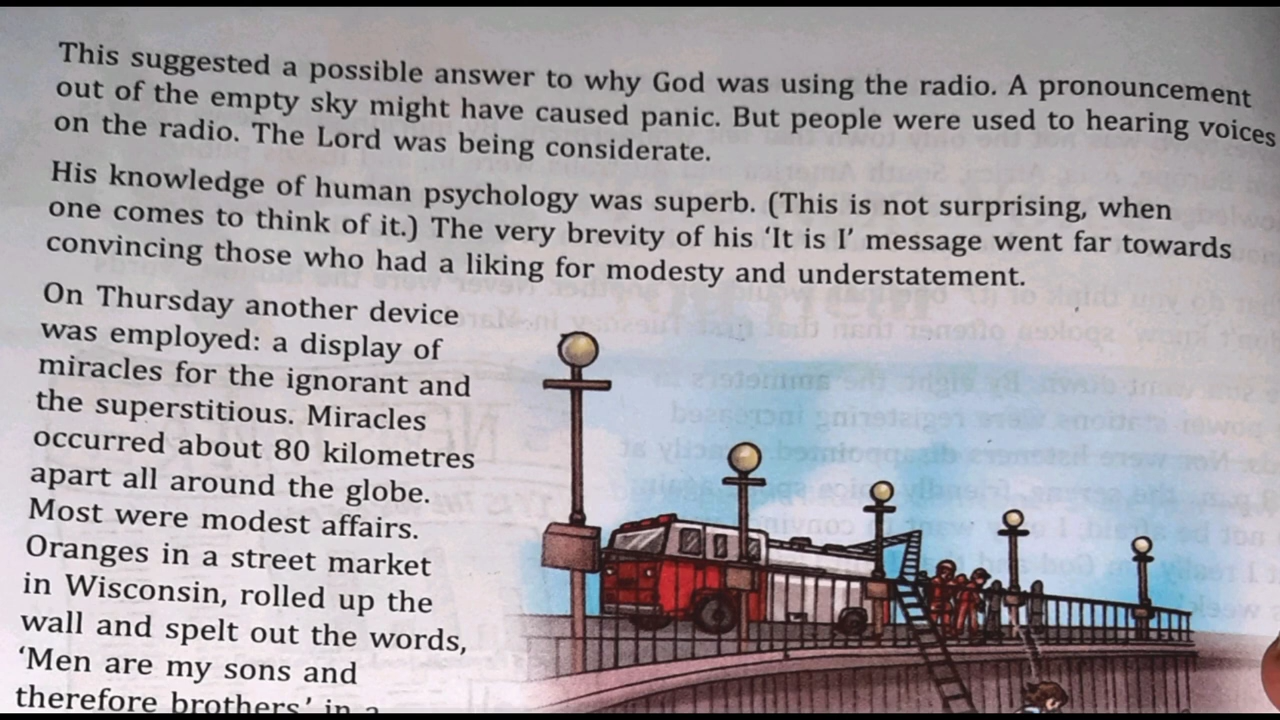 This suggested a possible answer to why God was using the radio. A pronouncement
out of the empty sky might have caused panic. But people were used to hearing voices
on the radio. The Lord was being considerate.
His knowledge of human psychology was superb. (This is not surprising, when
one comes to think of it.) The very brevity of his ‘It is I’ message went far towards
convincing those who had a liking for modesty and understatement.
On Thursday another device
was employed: a display of
miracles for the ignorant and
the superstitious. Miracles
occurred about 80 kilometres
apart all around the globe.
Most were modest affairs.
Oranges in a street market
in Wisconsin, rolled up the
wall and spelt out the words,
‘Men are my sons and
therefore brothers’ in a